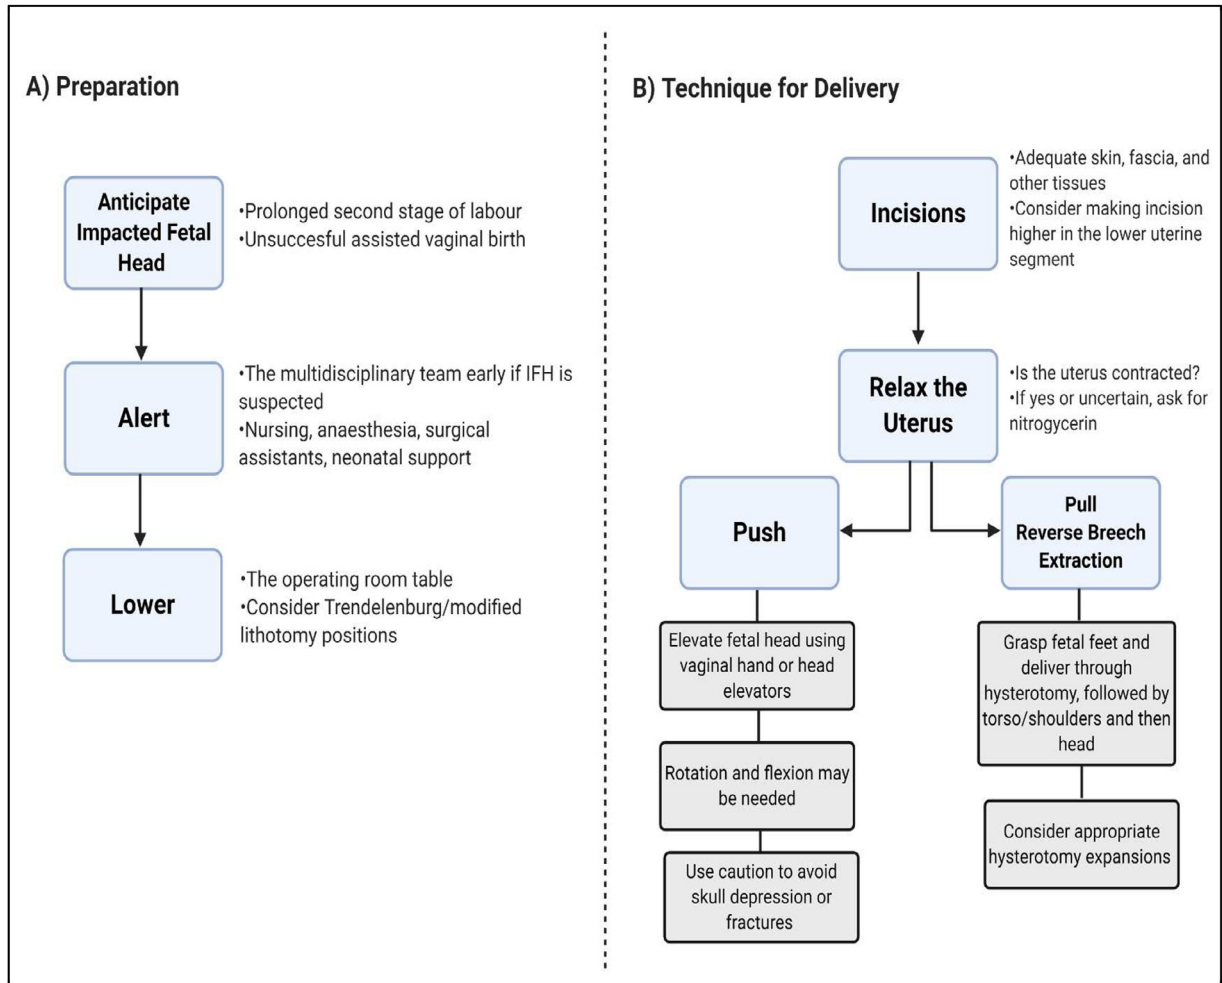 A) Preparation
Anticipate
Impacted Fetal
Head
•Prolonged second stage of labour
•Unsuccesful assisted vaginal birth
Alert
•The multidisciplinary team early if IFH is
suspected
•Nursing, anaesthesia, surgical
assistants, neonatal support
Lower
•The operating room table
•Consider Trendelenburg/modified
lithotomy positions
B) Technique for Delivery
Incisions
•Adequate skin, fascia, and
other tissues
•Consider making incision
higher in the lower uterine
segment
Relax the
Uterus
•Is the uterus contracted?
•If yes or uncertain, ask for
nitrogycerin
Push
Elevate fetal head using
vaginal hand or head
elevators
Rotation and flexion may
be needed
Use caution to avoid
skull depression or
fractures
Pull
Reverse Breech
Extraction
Grasp fetal feet and
deliver through
hysterotomy, followed by
torso/shoulders and then
head
Consider appropriate
hysterotomy expansions